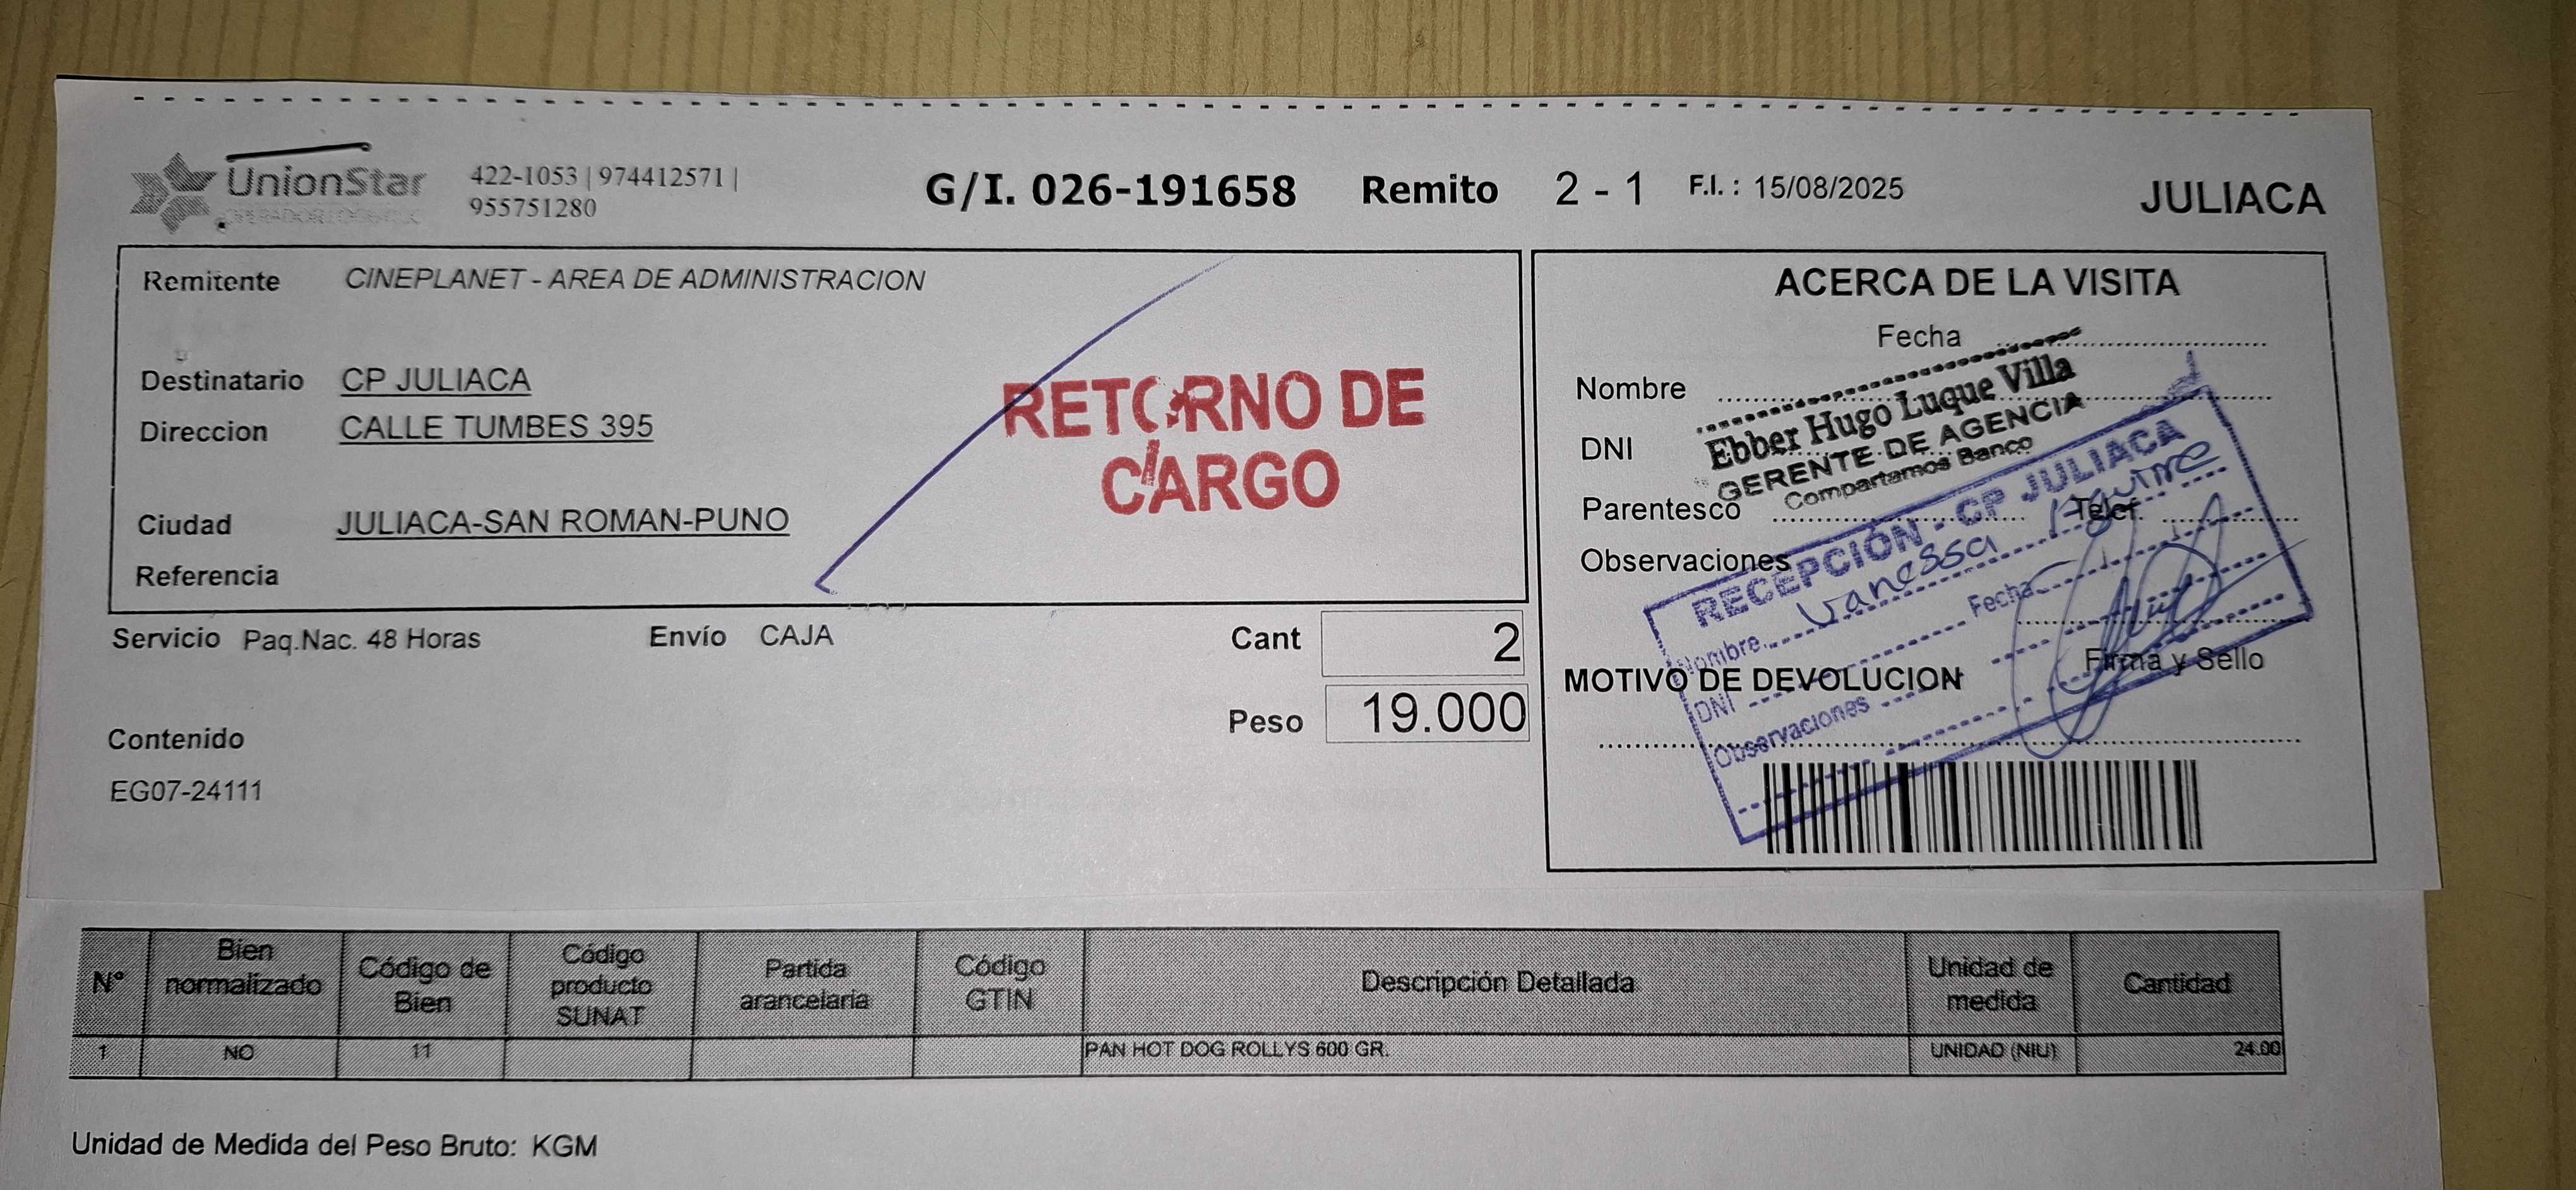 UnionStar
OPERADOR LOGISTICO
422-1053 | 974412571 |
955751280
G/I. 026-191658 Remito 2 - 1 F.I. : 15/08/2025
JULIACA
Remitente CINEPLANET - AREA DE ADMINISTRACION
Destinatario CP JULIACA
Direccion CALLE TUMBES 395
Ciudad JULIACA-SAN ROMAN-PUNO
Referencia
RETORNO DE
CARGO
Servicio Paq.Nac. 48 Horas Envío CAJA
Cant 2
Peso 19.000
Contenido
EG07-24111
ACERCA DE LA VISITA
Fecha
Nombre
DNI
Parentesco Telef.
Observaciones
Firma y Sello
MOTIVO DE DEVOLUCION
Ebber Hugo Luque Villa
GERENTE DE AGENCIA
Compartamos Banco
RECEPCIÓN - CP JULIACA
Nombre Vanessa Aguirre
DNI Fecha
Observaciones
N° Bien normalizado Código de Bien Código producto SUNAT Partida arancelaria Código GTIN Descripción Detallada Unidad de medida Cantidad
1 NO 11 PAN HOT DOG ROLLYS 600 GR. UNIDAD (NIU) 24.00
Unidad de Medida del Peso Bruto: KGM